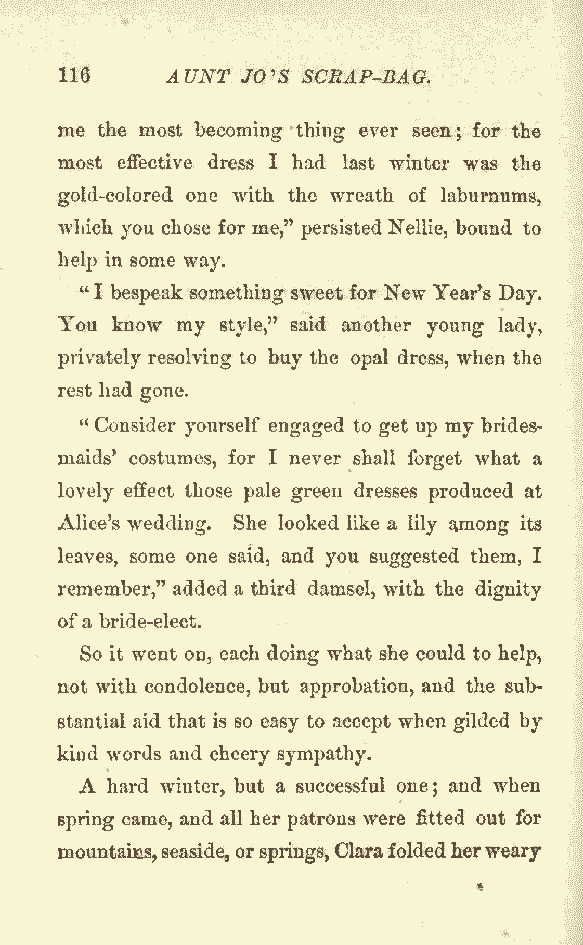 116 AUNT JO'S SCRAP-BAG.
me the most becoming thing ever seen; for the
most effective dress I had last winter was the
gold-colored one with the wreath of laburnums,
which you chose for me," persisted Nellie, bound to
help in some way.
"I bespeak something sweet for New Year's Day.
You know my style," said another young lady,
privately resolving to buy the opal dress, when the
rest had gone.
"Consider yourself engaged to get up my brides-
maids' costumes, for I never shall forget what a
lovely effect those pale green dresses produced at
Alice's wedding. She looked like a lily among its
leaves, some one said, and you suggested them, I
remember," added a third damsel, with the dignity
of a bride-elect.
So it went on, each doing what she could to help,
not with condolence, but approbation, and the sub-
stantial aid that is so easy to accept when gilded by
kind words and cheery sympathy.
A hard winter, but a successful one; and when
spring came, and all her patrons were fitted out for
mountains, seaside, or springs, Clara folded her weary